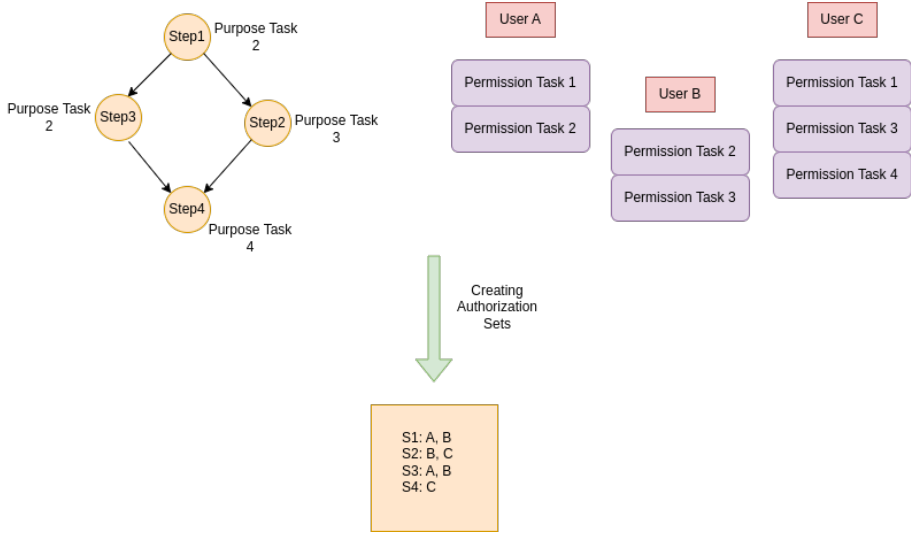 Step1
Purpose Task
2
Purpose Task
2
Step3
Step2
Purpose Task
3
Step4
Purpose Task
4
User A
Permission Task 1
Permission Task 2
User B
Permission Task 2
Permission Task 3
User C
Permission Task 1
Permission Task 3
Permission Task 4
Creating
Authorization
Sets
S1: A, B
S2: B, C
S3: A, B
S4: C